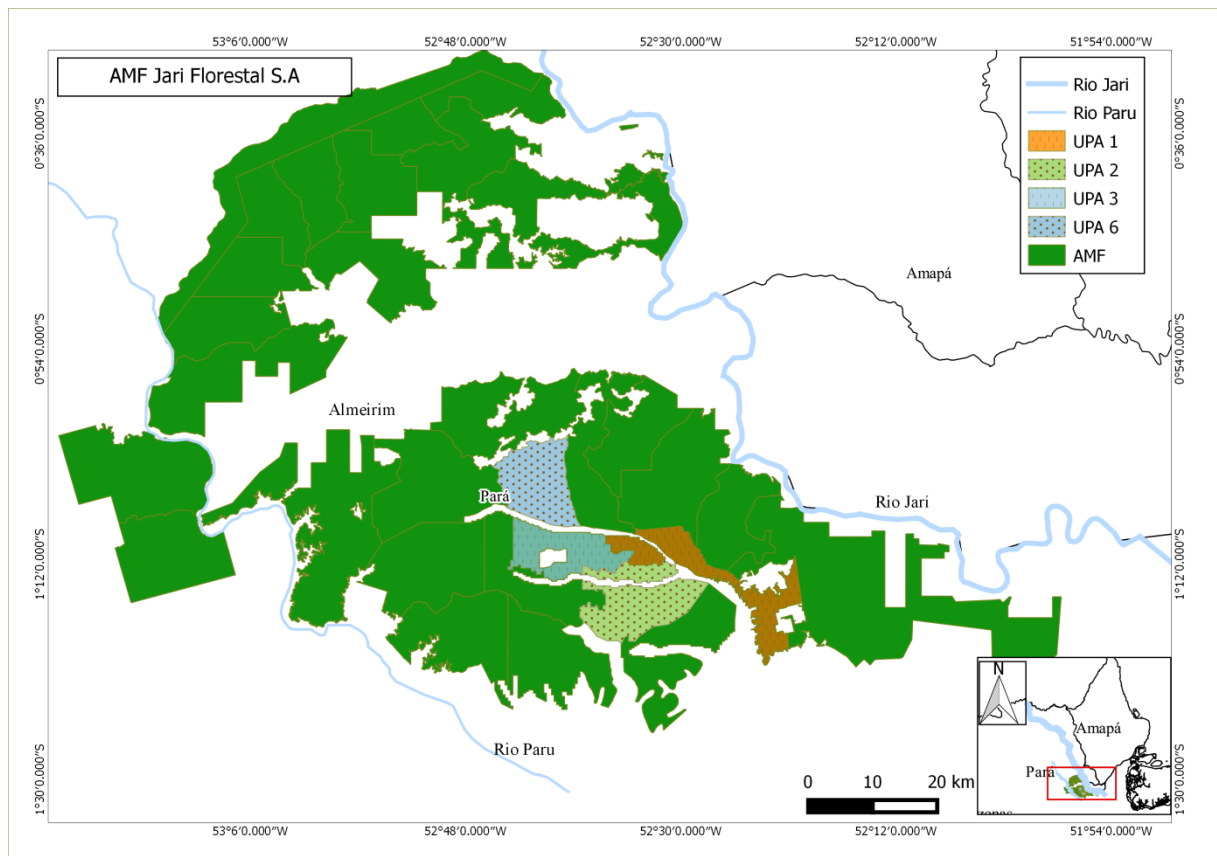 53°6′0.000″W
52°48′0.000″W
52°30′0.000″W
52°12′0.000″W
51°54′0.000″W
AMF Jari Florestal S.A
Rio Jari
Rio Paru
UPA 1
UPA 2
UPA 3
UPA 6
AMF
0°36′0.000″S
0°36′0.000″S
Amapá
0°54′0.000″S
0°54′0.000″S
Almeirim
Pará
Rio Jarí
1°12′0.000″S
1°12′0.000″S
N
Amapá
Pará
Rio Paru
0 10 20 km
1°30′0.000″S
1°30′0.000″S
53°6′0.000″W
52°48′0.000″W
52°30′0.000″W
52°12′0.000″W
51°54′0.000″W